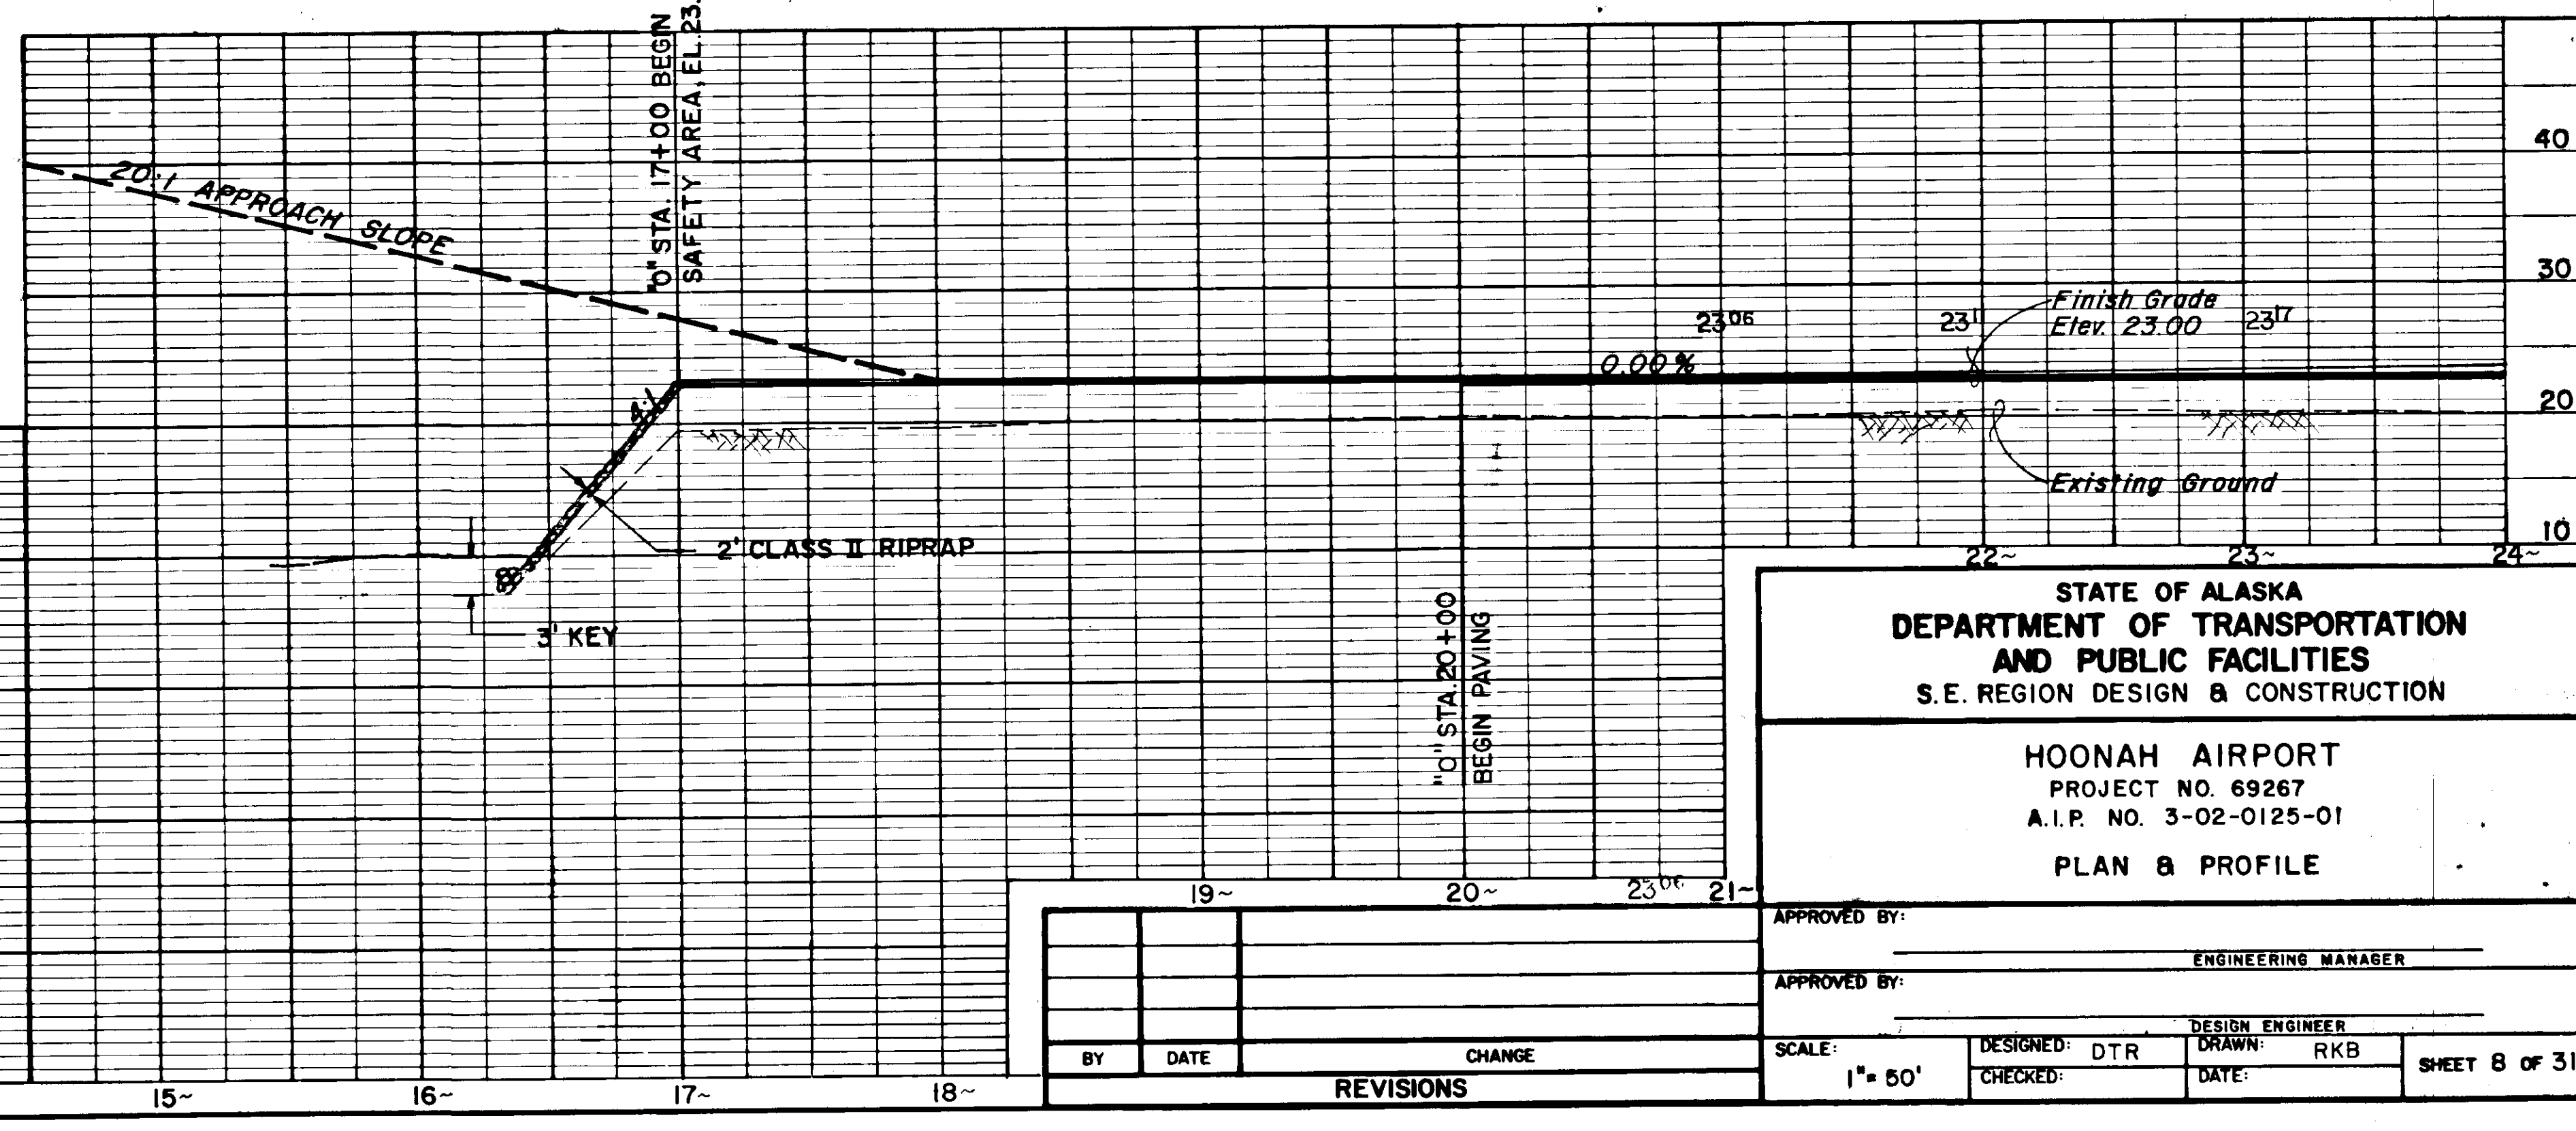 "O" STA. 17+00 BEGIN
SAFETY AREA, EL. 23.
20:1 APPROACH SLOPE
40
30
20
10
23⁰⁶
23¹
Finish Grade
Elev. 23.00
23¹⁷
0.00 %
4:1
Existing Ground
2' CLASS II RIPRAP
3' KEY
"O" STA. 20+00
BEGIN PAVING
22~
23~
24~
19~
20~
23⁰⁶
21~
15~
16~
17~
18~
STATE OF ALASKA
DEPARTMENT OF TRANSPORTATION
AND PUBLIC FACILITIES
S.E. REGION DESIGN & CONSTRUCTION
HOONAH AIRPORT
PROJECT NO. 69267
A.I.P. NO. 3-02-0125-01
PLAN & PROFILE
APPROVED BY:
ENGINEERING MANAGER
APPROVED BY:
DESIGN ENGINEER
SCALE:
1" = 50'
DESIGNED: DTR
DRAWN: RKB
CHECKED:
DATE:
SHEET 8 OF 31
BY DATE CHANGE
REVISIONS